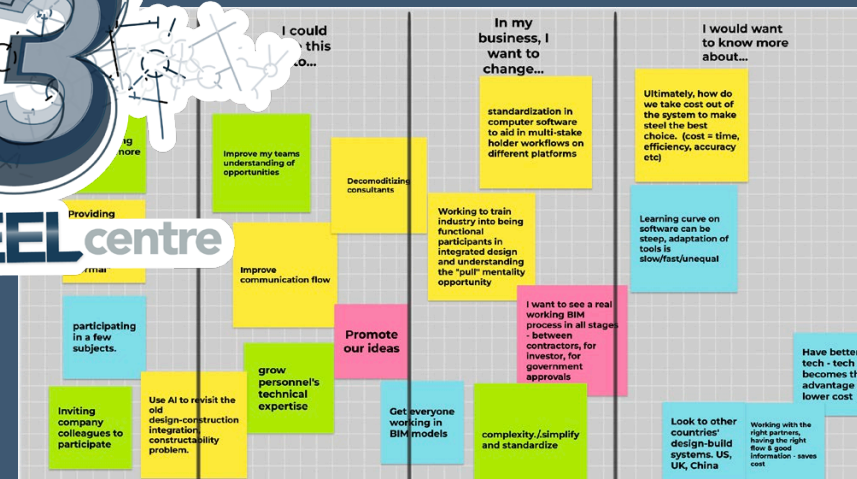 3
EEL centre
I could
this
to...
In my
business, I
want to
change...
I would want
to know more
about...
more
Providing
participating
in a few
subjects.
Inviting
company
colleagues to
participate
Use AI to revisit the
old
design-construction
integration,
constructability
problem.
Improve my teams
understanding of
opportunities
Decomoditizing
consultants
Improve
communication flow
Promote
our ideas
grow
personnel's
technical
expertise
Get everyone
working in
BIM models
standardization in
computer software
to aid in multi-stake
holder workflows on
different platforms
Working to train
industry into being
functional
participants in
integrated design
and understanding
the "pull" mentality
opportunity
I want to see a real
working BIM
process in all stages
- between
contractors, for
investor, for
government
approvals
complexity./.simplify
and standardize
Ultimately, how do
we take cost out of
the system to make
steel the best
choice. (cost = time,
efficiency, accuracy
etc)
Learning curve on
software can be
steep, adaptation of
tools is
slow/fast/unequal
Have better
tech - tech
becomes th
advantage
lower cost
Look to other
countries'
design-build
systems. US,
UK, China
Working with the
right partners,
having the right
flow & good
information - saves
cost